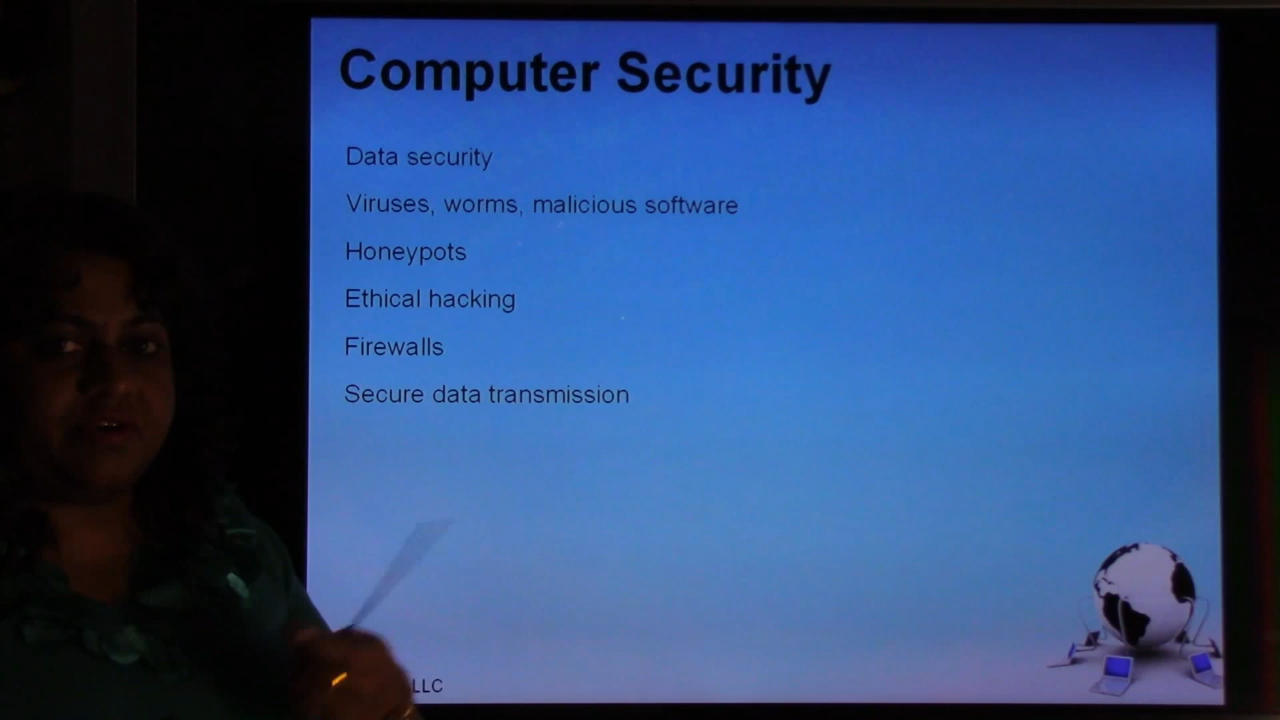 Computer Security
Data security
Viruses, worms, malicious software
Honeypots
Ethical hacking
Firewalls
Secure data transmission
LLC